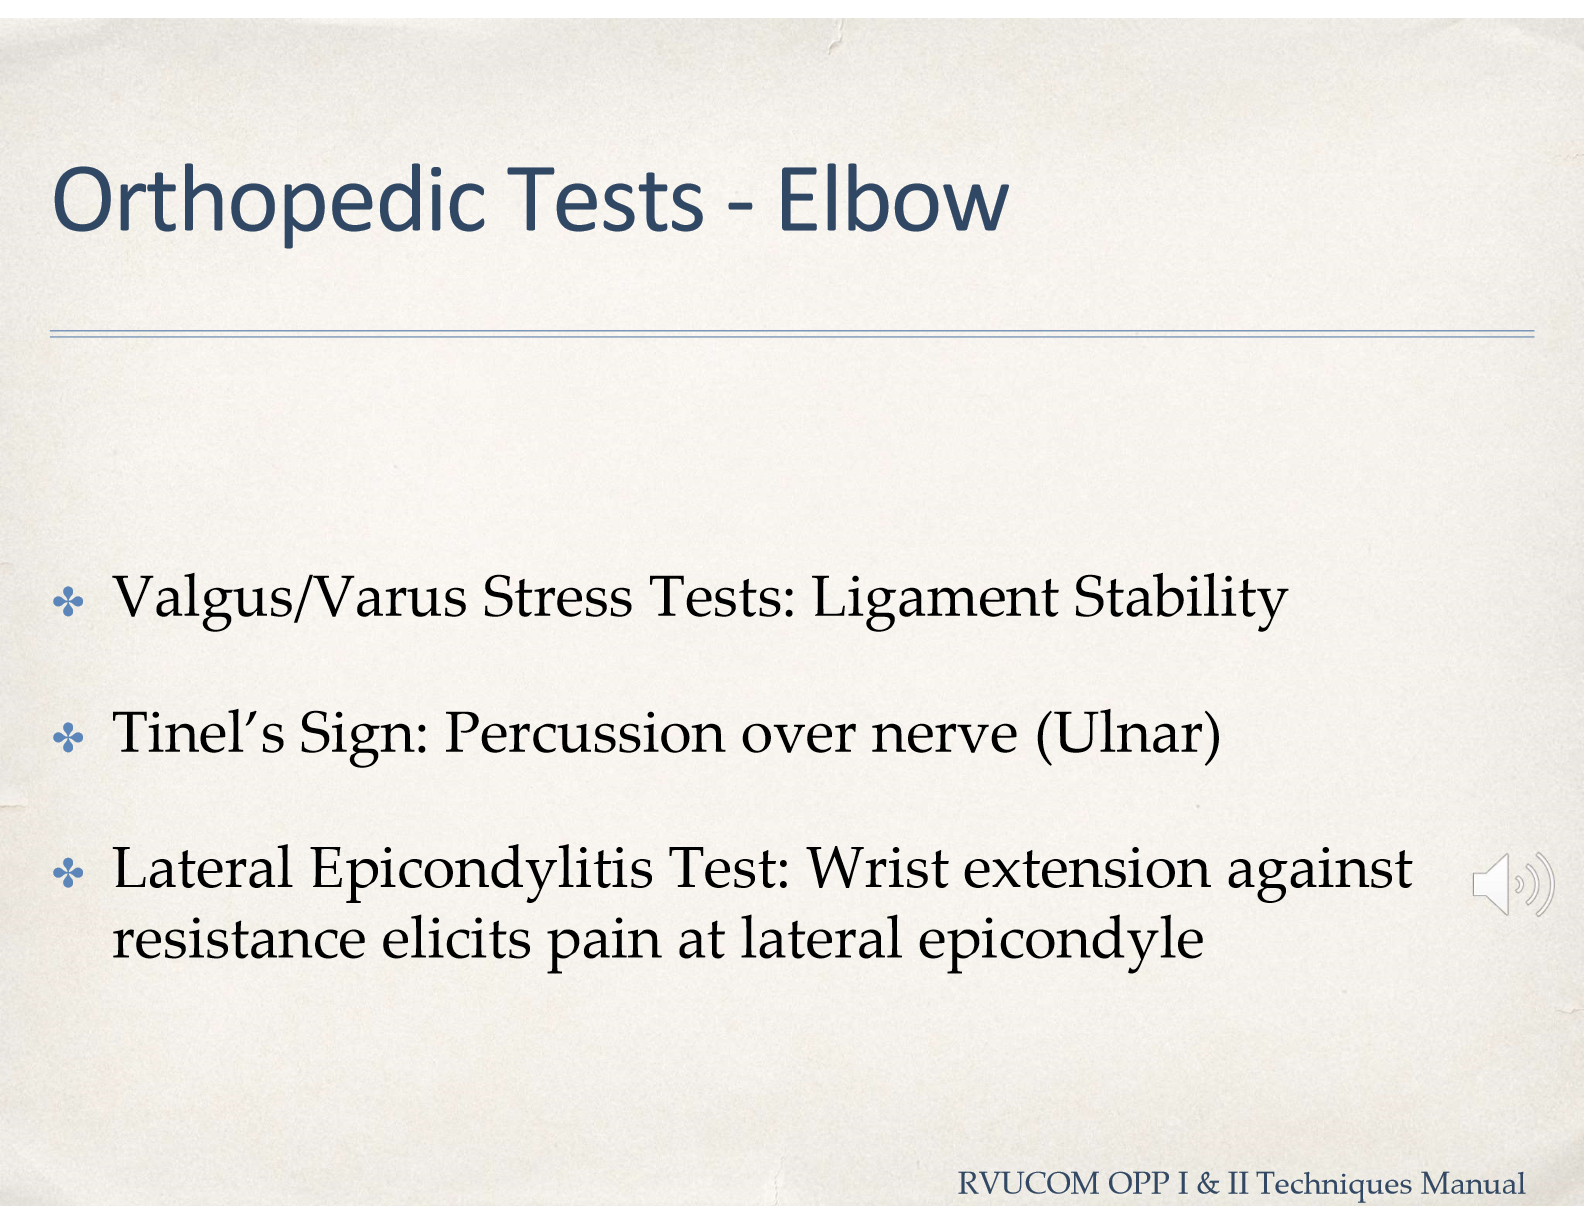 Orthopedic Tests - Elbow
Valgus/Varus Stress Tests: Ligament Stability
Tinel’s Sign: Percussion over nerve (Ulnar)
Lateral Epicondylitis Test: Wrist extension against
resistance elicits pain at lateral epicondyle
RVUCOM OPP I & II Techniques Manual